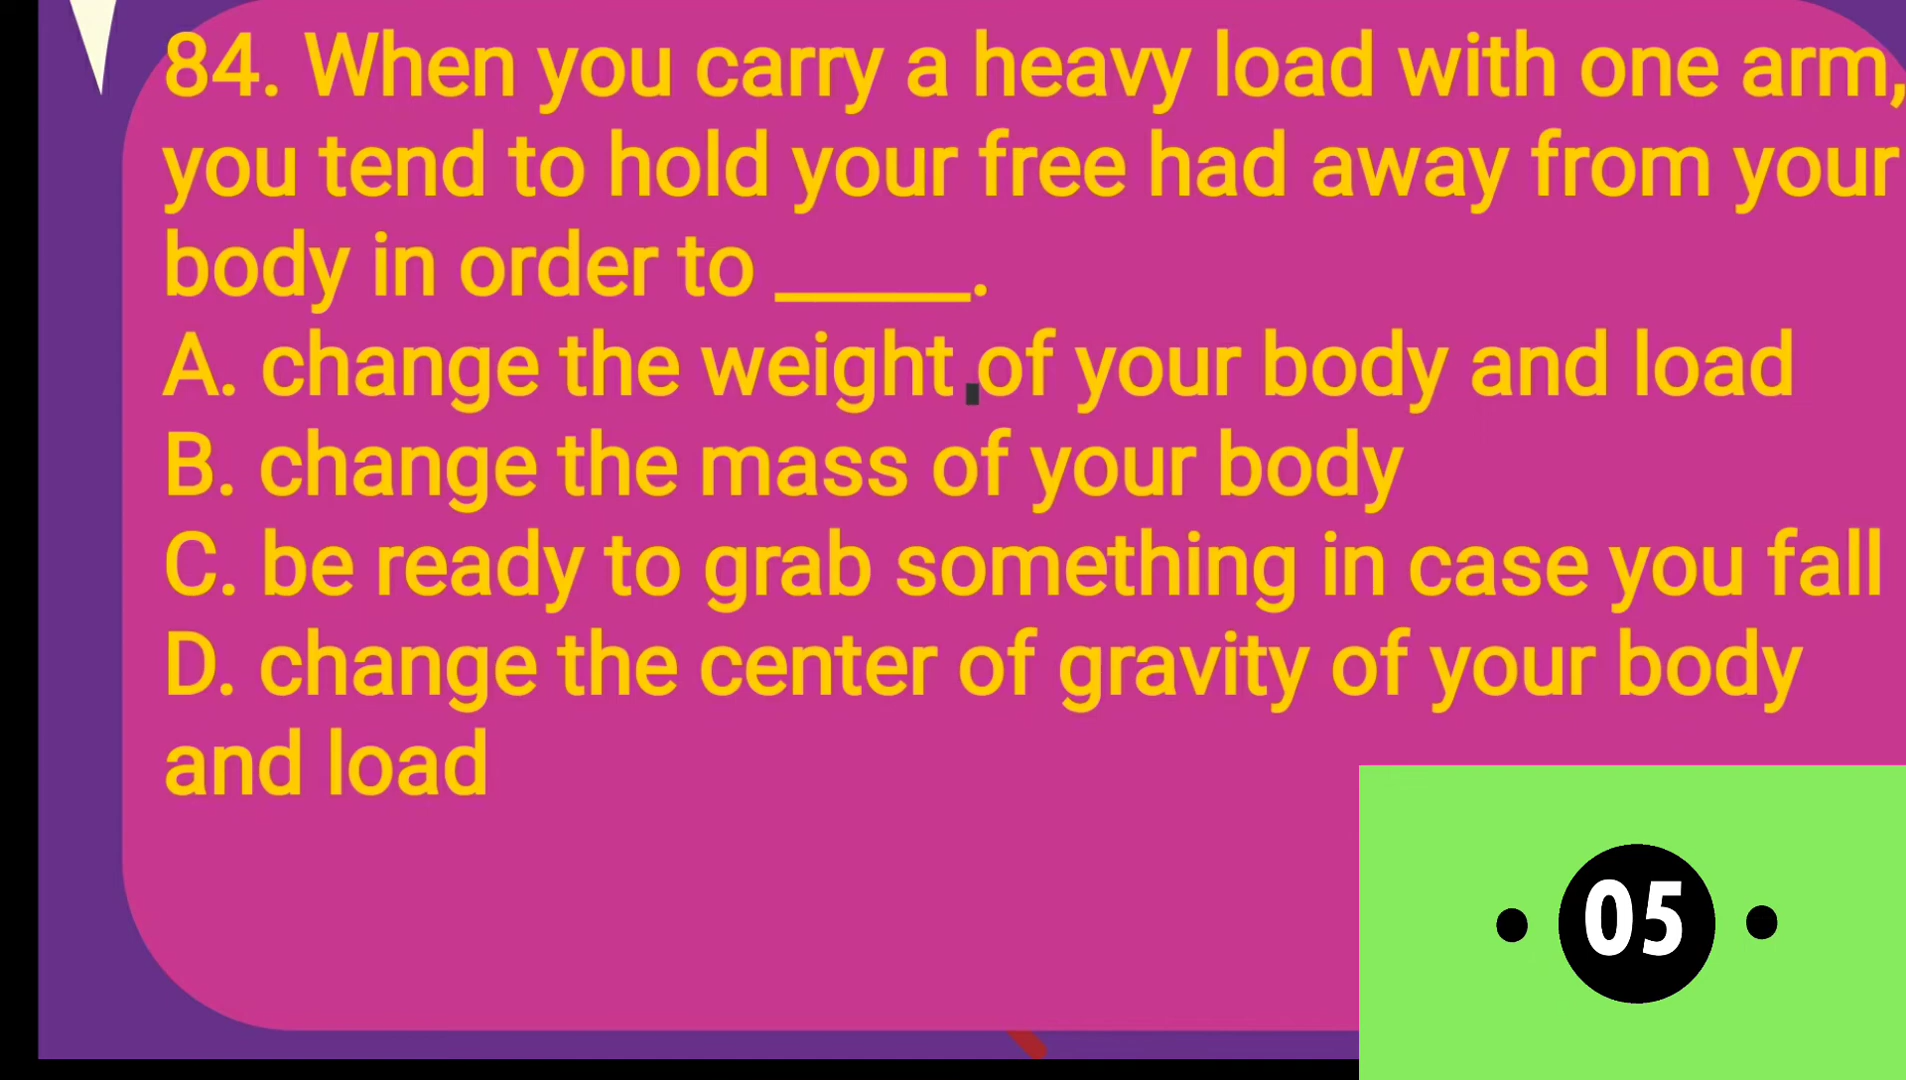 84. When you carry a heavy load with one arm,
you tend to hold your free had away from your
body in order to _____.
A. change the weight of your body and load
B. change the mass of your body
C. be ready to grab something in case you fall
D. change the center of gravity of your body
and load
05